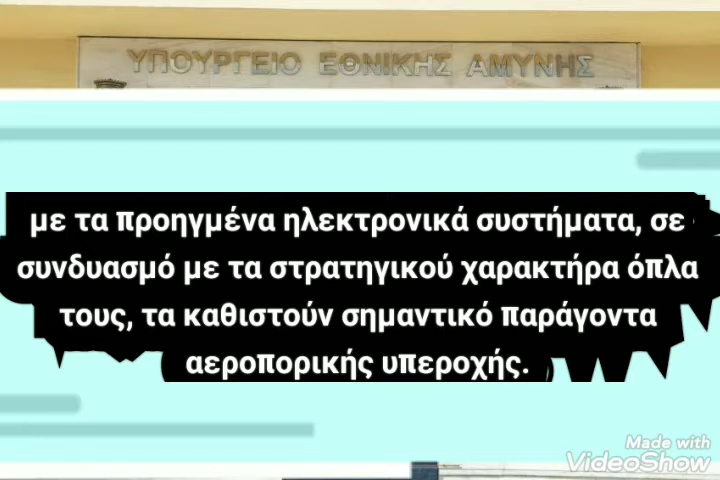 ΥΠΟΥΡΓΕΙΟ ΕΘΝΙΚΗΣ ΑΜΥΝΗΣ
με τα προηγμένα ηλεκτρονικά συστήματα, σε
συνδυασμό με τα στρατηγικού χαρακτήρα όπλα
τους, τα καθιστούν σημαντικό παράγοντα
αεροπορικής υπεροχής.
Made with
VideoShow